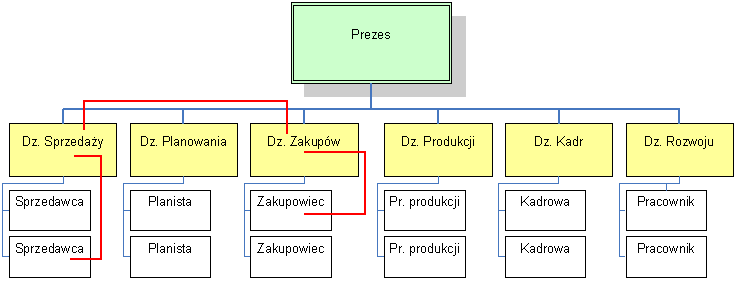 Prezes
Dz. Sprzedaży
Dz. Planowania
Dz. Zakupów
Dz. Produkcji
Dz. Kadr
Dz. Rozwoju
Sprzedawca
Planista
Zakupowiec
Pr. produkcji
Kadrowa
Pracownik
Sprzedawca
Planista
Zakupowiec
Pr. produkcji
Kadrowa
Pracownik